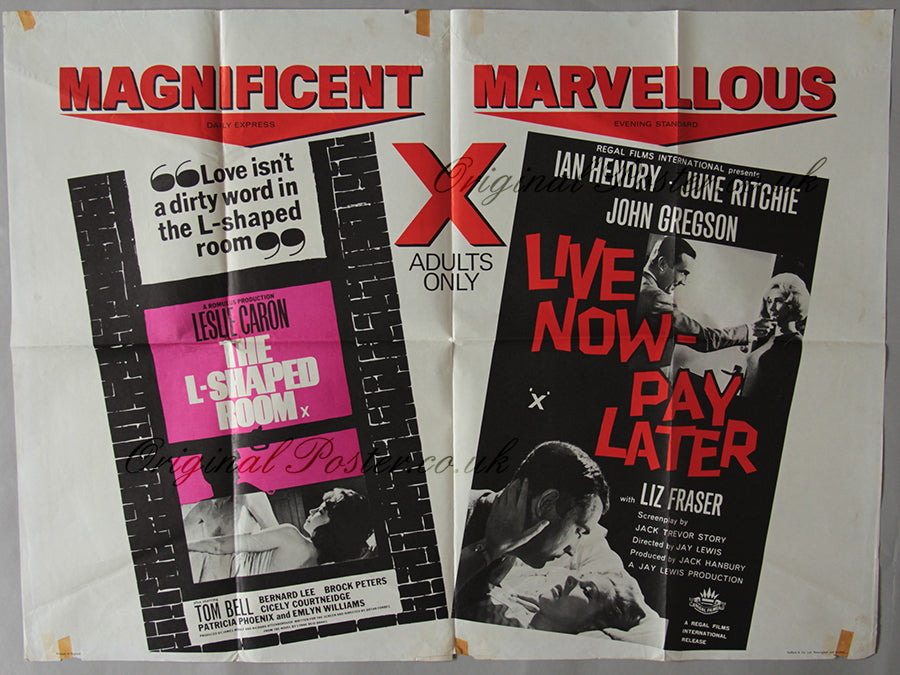 MAGNIFICENT
DAILY EXPRESS
MARVELLOUS
EVENING STANDARD
X
ADULTS
ONLY
“Love isn't
a dirty word in
the L-shaped
room”
A ROMULUS PRODUCTION
LESLIE CARON
THE
L-SHAPED
ROOM X
TOM BELL BERNARD LEE BROCK PETERS
CICELY COURTNEIDGE
PATRICIA PHOENIX and EMLYN WILLIAMS
REGAL FILMS INTERNATIONAL presents
IAN HENDRY JUNE RITCHIE
JOHN GREGSON
LIVE
NOW-
PAY
LATER
'X'
with LIZ FRASER
Screenplay by
JACK TREVOR STORY
Directed by JAY LEWIS
Produced by JACK HANBURY
A JAY LEWIS PRODUCTION
REGAL FILMS
A REGAL FILMS
INTERNATIONAL
RELEASE
Original Poster.co.uk
Original Poster.co.uk